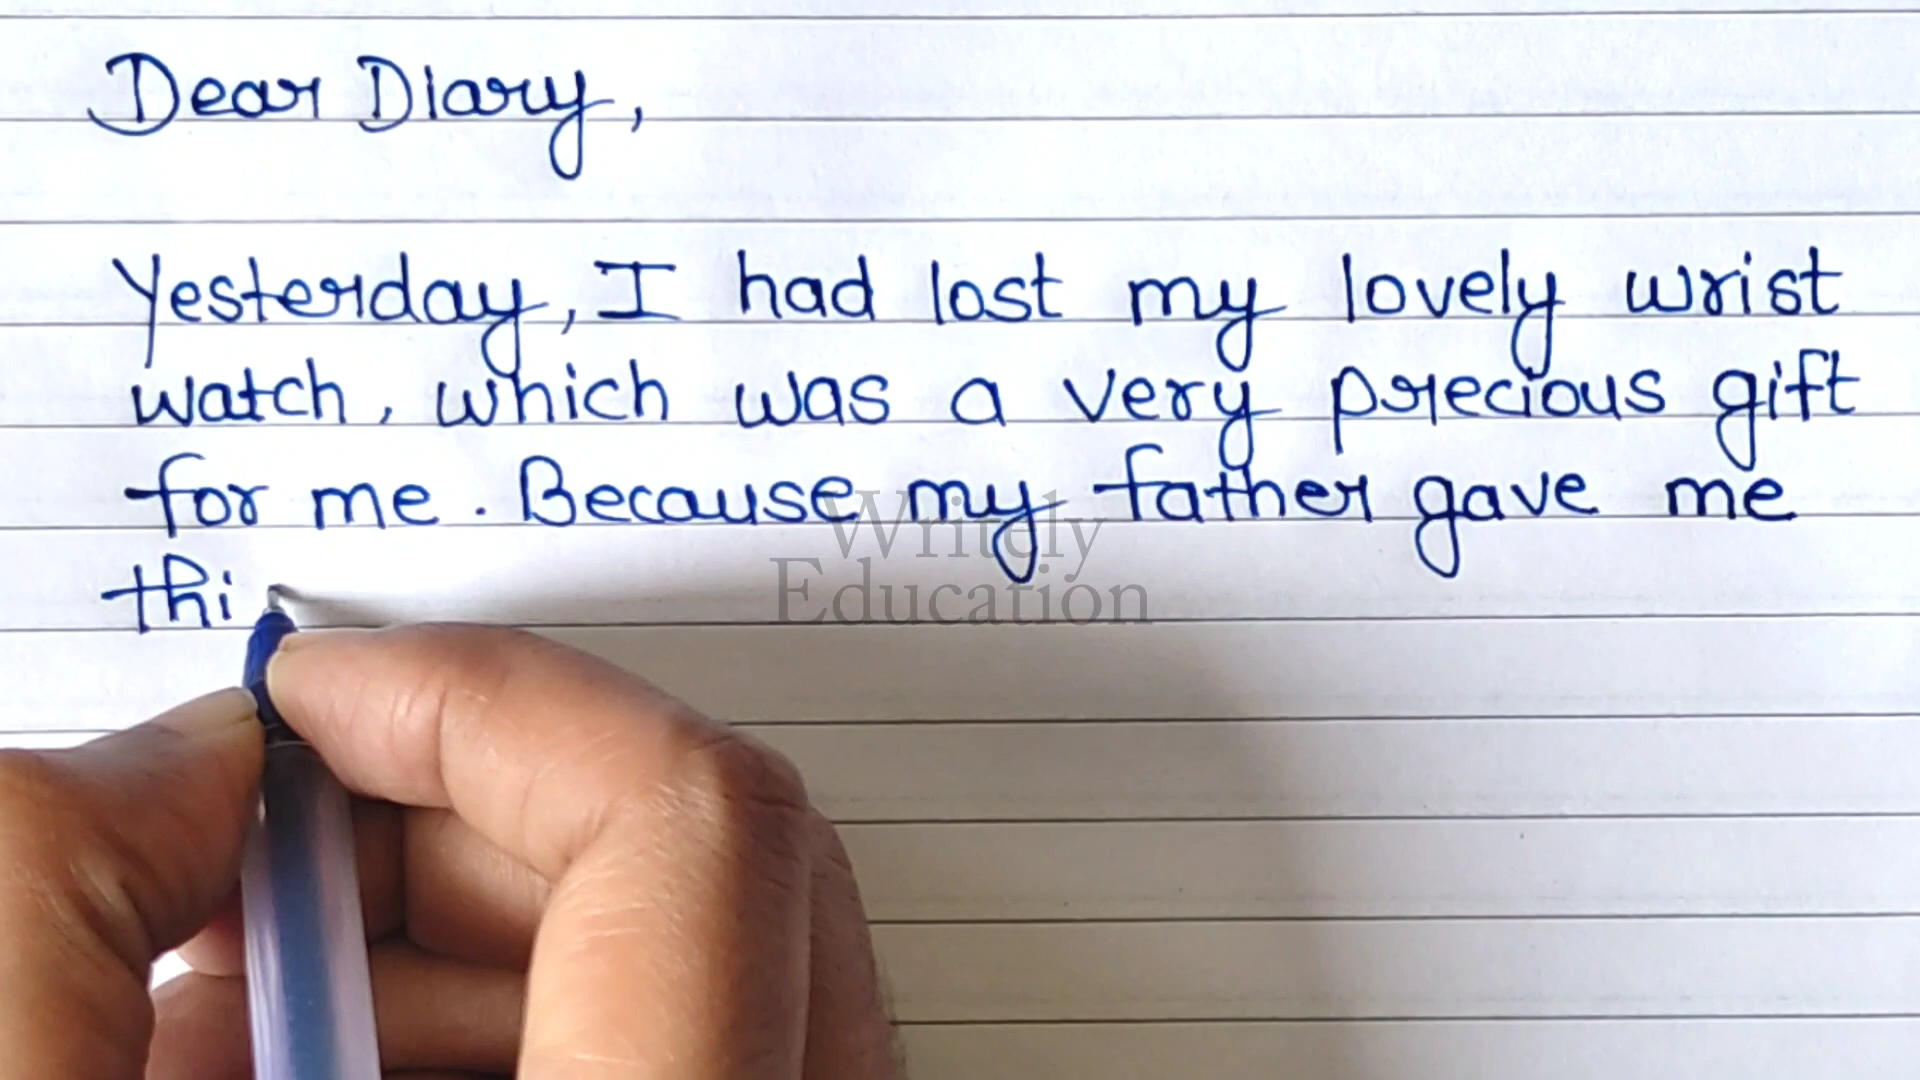 Dear Diary,
Yesterday, I had lost my lovely wrist
watch, which was a very precious gift
for me. Because my father gave me
thi
Writely
Education